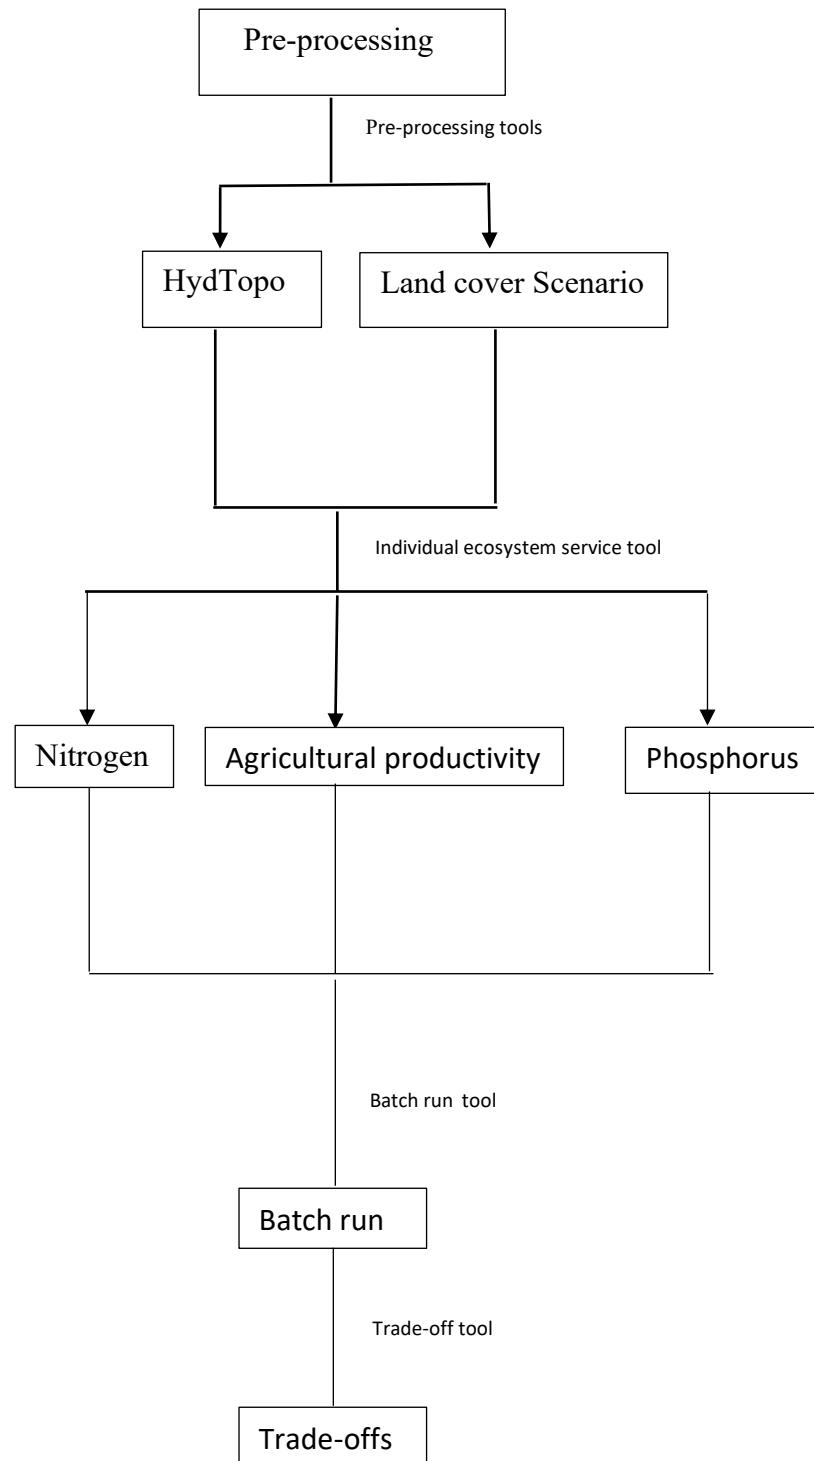 Pre-processing
Pre-processing tools
HydTopo
Land cover Scenario
Individual ecosystem service tool
Nitrogen
Agricultural productivity
Phosphorus
Batch run tool
Batch run
Trade-off tool
Trade-offs